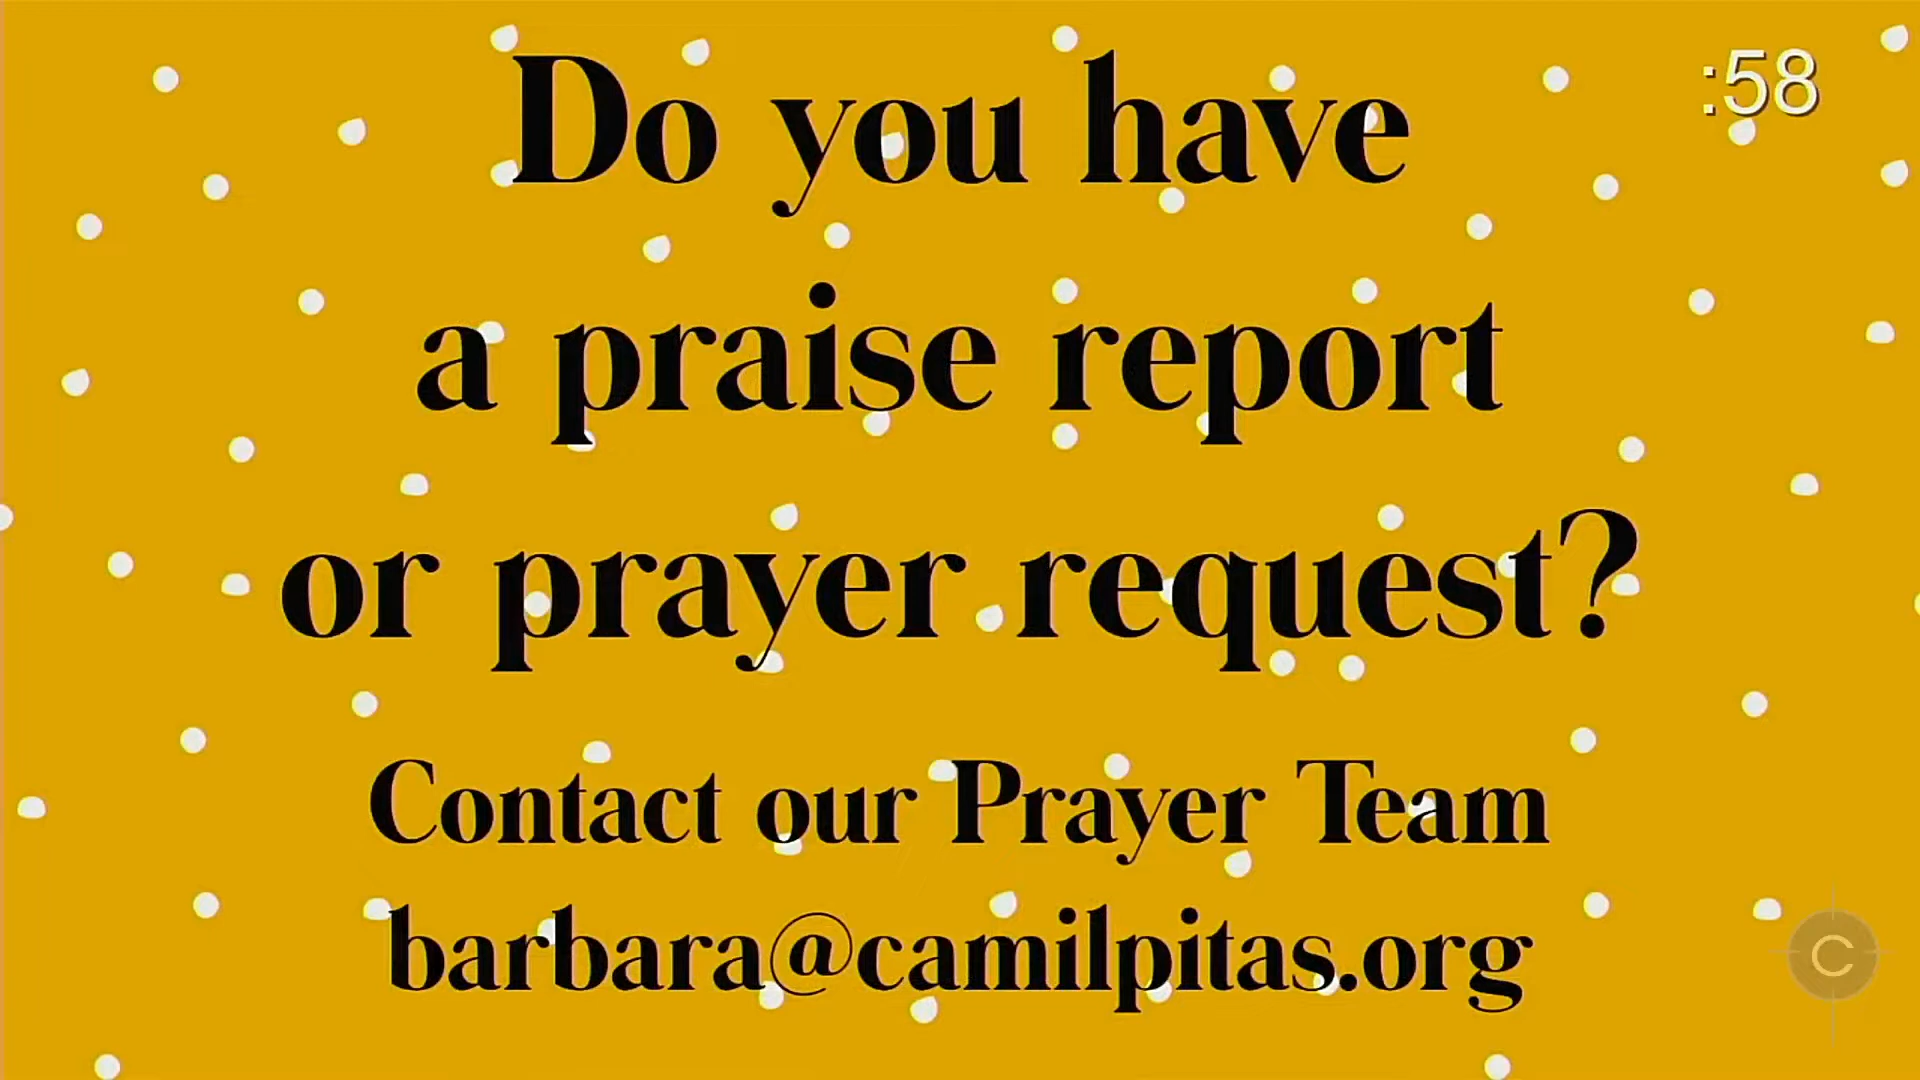 Do you have
:58
a praise report
or prayer request?
Contact our Prayer Team
barbara@camilpitas.org
C